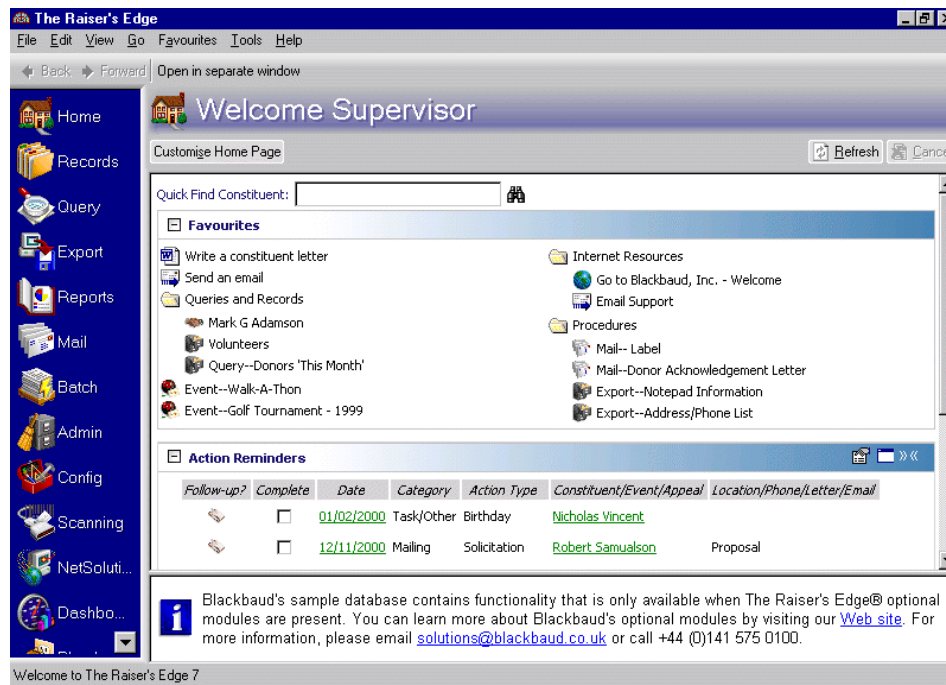 The Raiser's Edge
File Edit View Go Favourites Tools Help
Back Forward Open in separate window
Home
Records
Query
Export
Reports
Mail
Batch
Admin
Config
Scanning
NetSoluti...
Dashbo...
Welcome Supervisor
Customise Home Page Refresh
Quick Find Constituent:
Favourites
Write a constituent letter
Send an email
Queries and Records
Mark G Adamson
Volunteers
Query--Donors 'This Month'
Event--Walk-A-Thon
Event--Golf Tournament - 1999
Internet Resources
Go to Blackbaud, Inc. - Welcome
Email Support
Procedures
Mail-- Label
Mail--Donor Acknowledgement Letter
Export--Notepad Information
Export--Address/Phone List
Action Reminders
Follow-up? Complete Date Category Action Type Constituent/Event/Appeal Location/Phone/Letter/Email
01/02/2000 Task/Other Birthday Nicholas Vincent
12/11/2000 Mailing Solicitation Robert Samualson Proposal
Blackbaud's sample database contains functionality that is only available when The Raiser's Edge® optional
modules are present. You can learn more about Blackbaud's optional modules by visiting our Web site. For
more information, please email solutions@blackbaud.co.uk or call +44 (0)141 575 0100.
Welcome to The Raiser's Edge 7